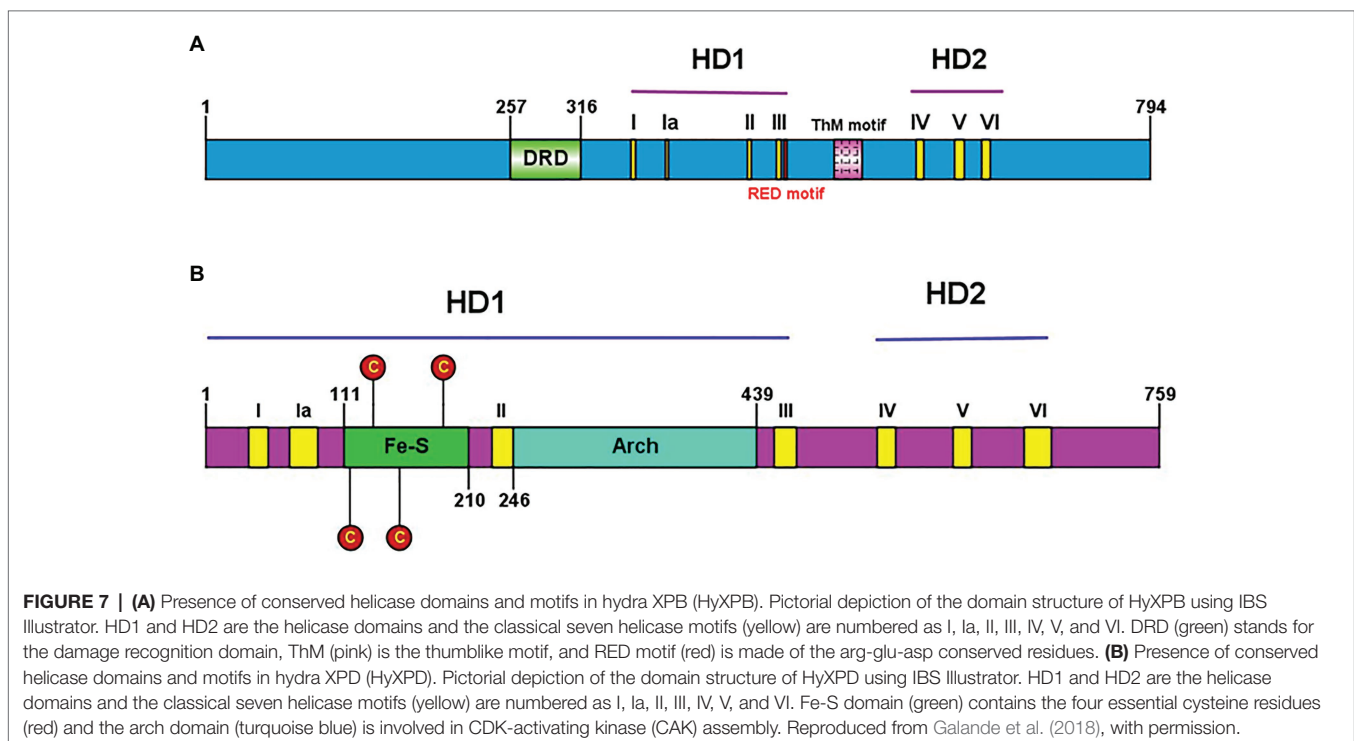 A
HD1
HD2
1
257
316
794
I
Ia
II
III
ThM motif
IV
V
VI
DRD
RED motif
B
HD1
HD2
C
C
1
111
439
759
I
Ia
II
III
IV
V
VI
Fe-S
Arch
210
246
C
C
FIGURE 7 | (A) Presence of conserved helicase domains and motifs in hydra XPB (HyXPB). Pictorial depiction of the domain structure of HyXPB using IBS
Illustrator. HD1 and HD2 are the helicase domains and the classical seven helicase motifs (yellow) are numbered as I, Ia, II, III, IV, V, and VI. DRD (green) stands for
the damage recognition domain, ThM (pink) is the thumblike motif, and RED motif (red) is made of the arg-glu-asp conserved residues. (B) Presence of conserved
helicase domains and motifs in hydra XPD (HyXPD). Pictorial depiction of the domain structure of HyXPD using IBS Illustrator. HD1 and HD2 are the helicase
domains and the classical seven helicase motifs (yellow) are numbered as I, Ia, II, III, IV, V, and VI. Fe-S domain (green) contains the four essential cysteine residues
(red) and the arch domain (turquoise blue) is involved in CDK-activating kinase (CAK) assembly. Reproduced from Galande et al. (2018), with permission.